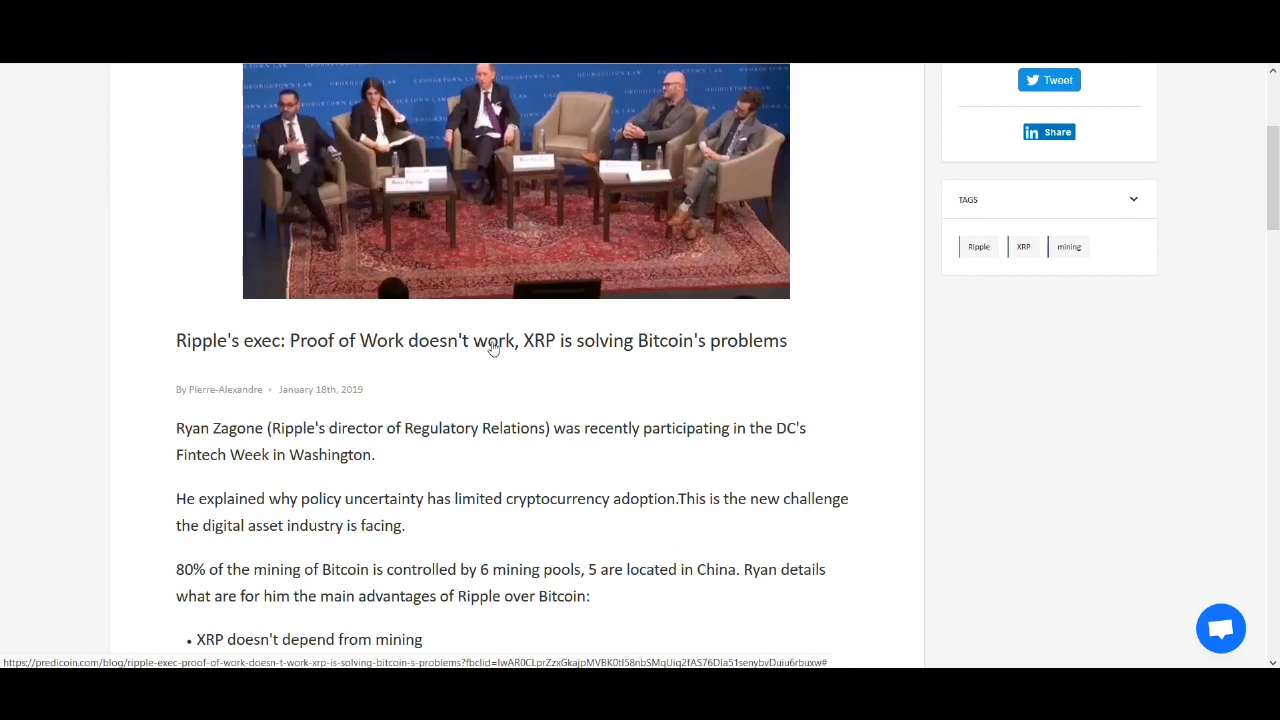 GEORGETOWN LAW
Tweet
Share
TAGS
Ripple
XRP
mining
Ripple's exec: Proof of Work doesn't work, XRP is solving Bitcoin's problems
By Pierre-Alexandre • January 18th, 2019
Ryan Zagone (Ripple's director of Regulatory Relations) was recently participating in the DC's
Fintech Week in Washington.
He explained why policy uncertainty has limited cryptocurrency adoption.This is the new challenge
the digital asset industry is facing.
80% of the mining of Bitcoin is controlled by 6 mining pools, 5 are located in China. Ryan details
what are for him the main advantages of Ripple over Bitcoin:
• XRP doesn't depend from mining